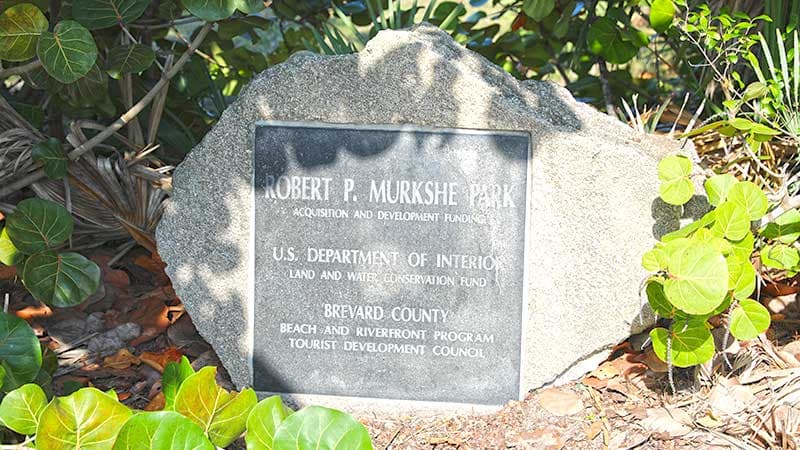 ROBERT P. MURKSHE PARK
ACQUISITION AND DEVELOPMENT FUNDING
U.S. DEPARTMENT OF INTERIOR
LAND AND WATER CONSERVATION FUND
BREVARD COUNTY
BEACH AND RIVERFRONT PROGRAM
TOURIST DEVELOPMENT COUNCIL